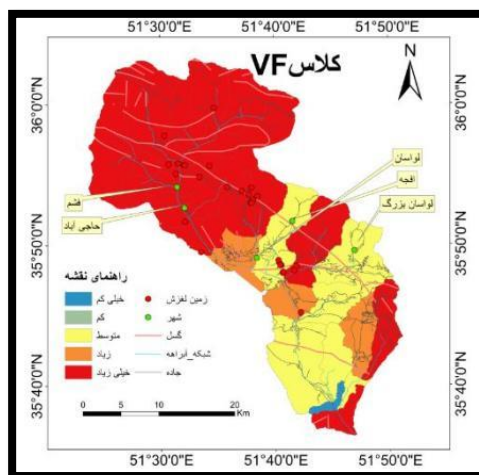 51°30'0"E 51°40'0"E 51°50'0"E
کلاس VF
N
36°0'0"N 36°0'0"N
لواسان
افجه
لواسان بزرگ
فشم
حاجی آباد
35°50'0"N 35°50'0"N
راهنمای نقشه
خیلی کم زمین لغزش
کم شهر
متوسط گسل
زیاد شبکه_آبراهه
خیلی زیاد جاده
35°40'0"N 35°40'0"N
0 5 10 20
Km
51°30'0"E 51°40'0"E 51°50'0"E